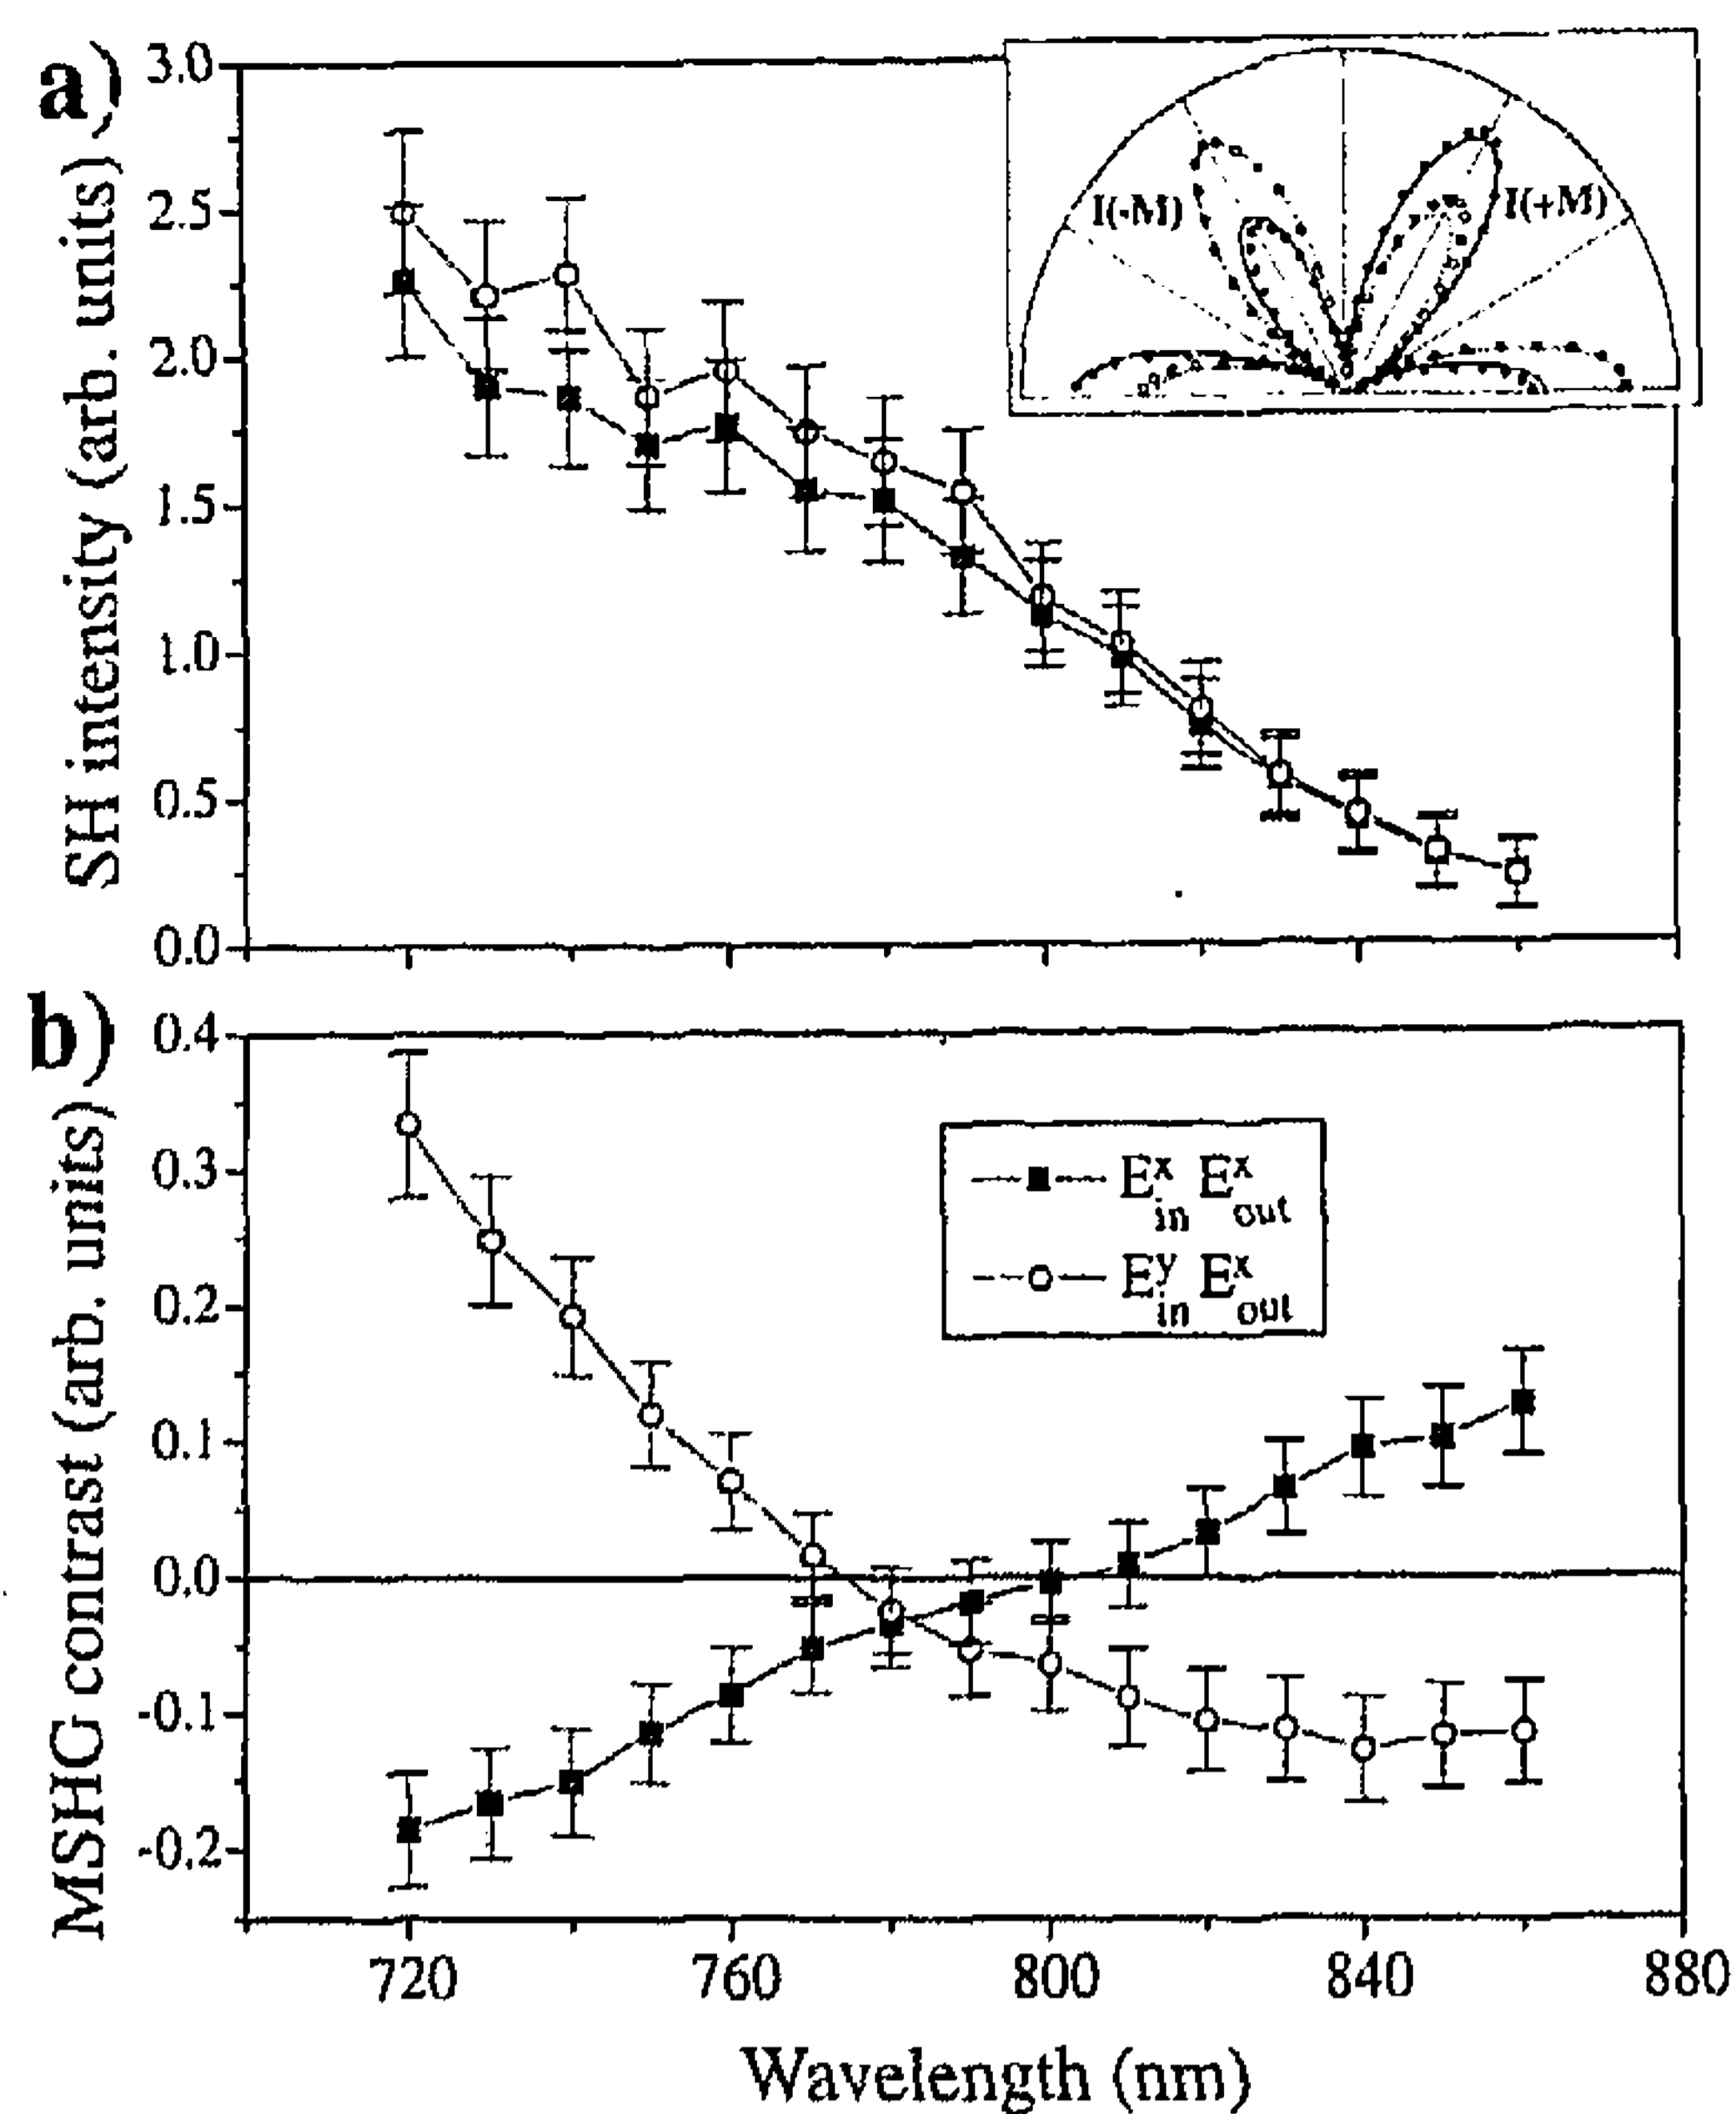 a)
SH intensity (arb. units)
3.0
2.5
2.0
1.5
1.0
0.5
0.0
I(-M)
I(+M)
b)
MSHG contrast (arb. units)
0.4
0.3
0.2
0.1
0.0
-0.1
-0.2
E^x_in E^x_out
E^y_in E^x_out
720 760 800 840 880
Wavelength (nm)